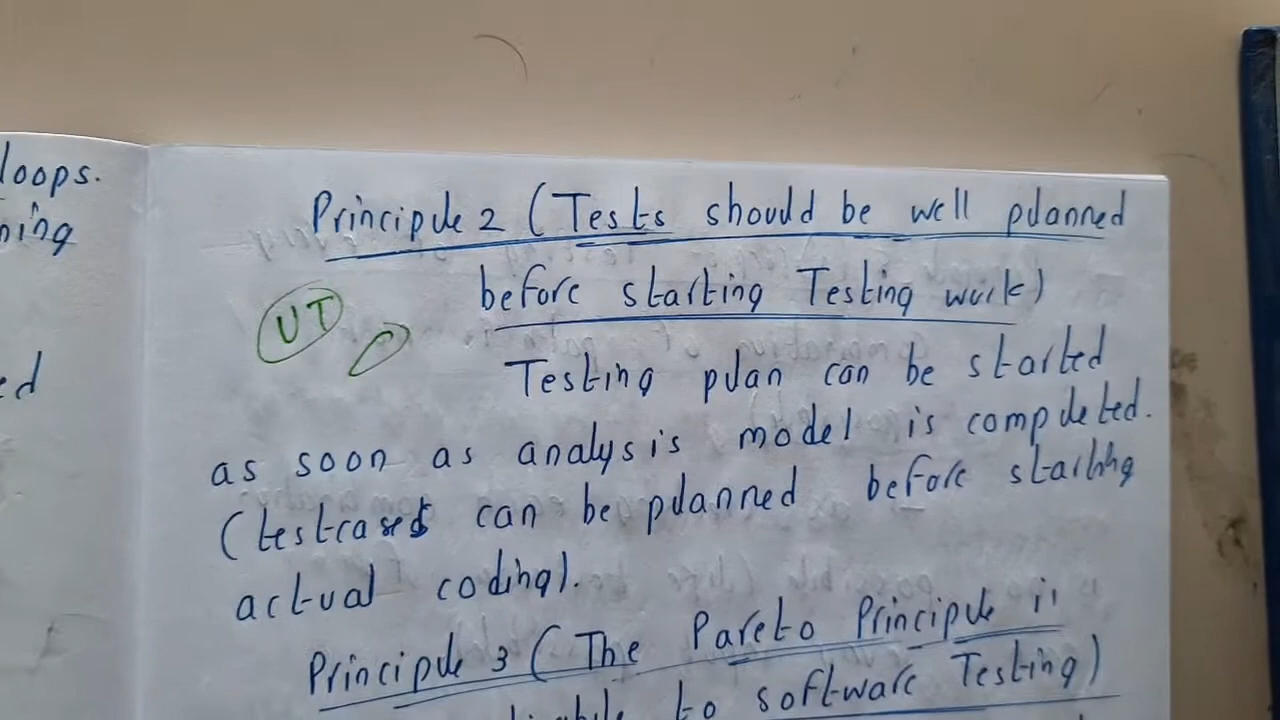 loops.
Principle 2 (Tests should be well planned
before starting Testing work)
UT
Testing plan can be started
as soon as analysis model is completed.
(testcases can be planned before starting
actual coding).
Principle 3 (The Pareto Principle is
to software Testing)